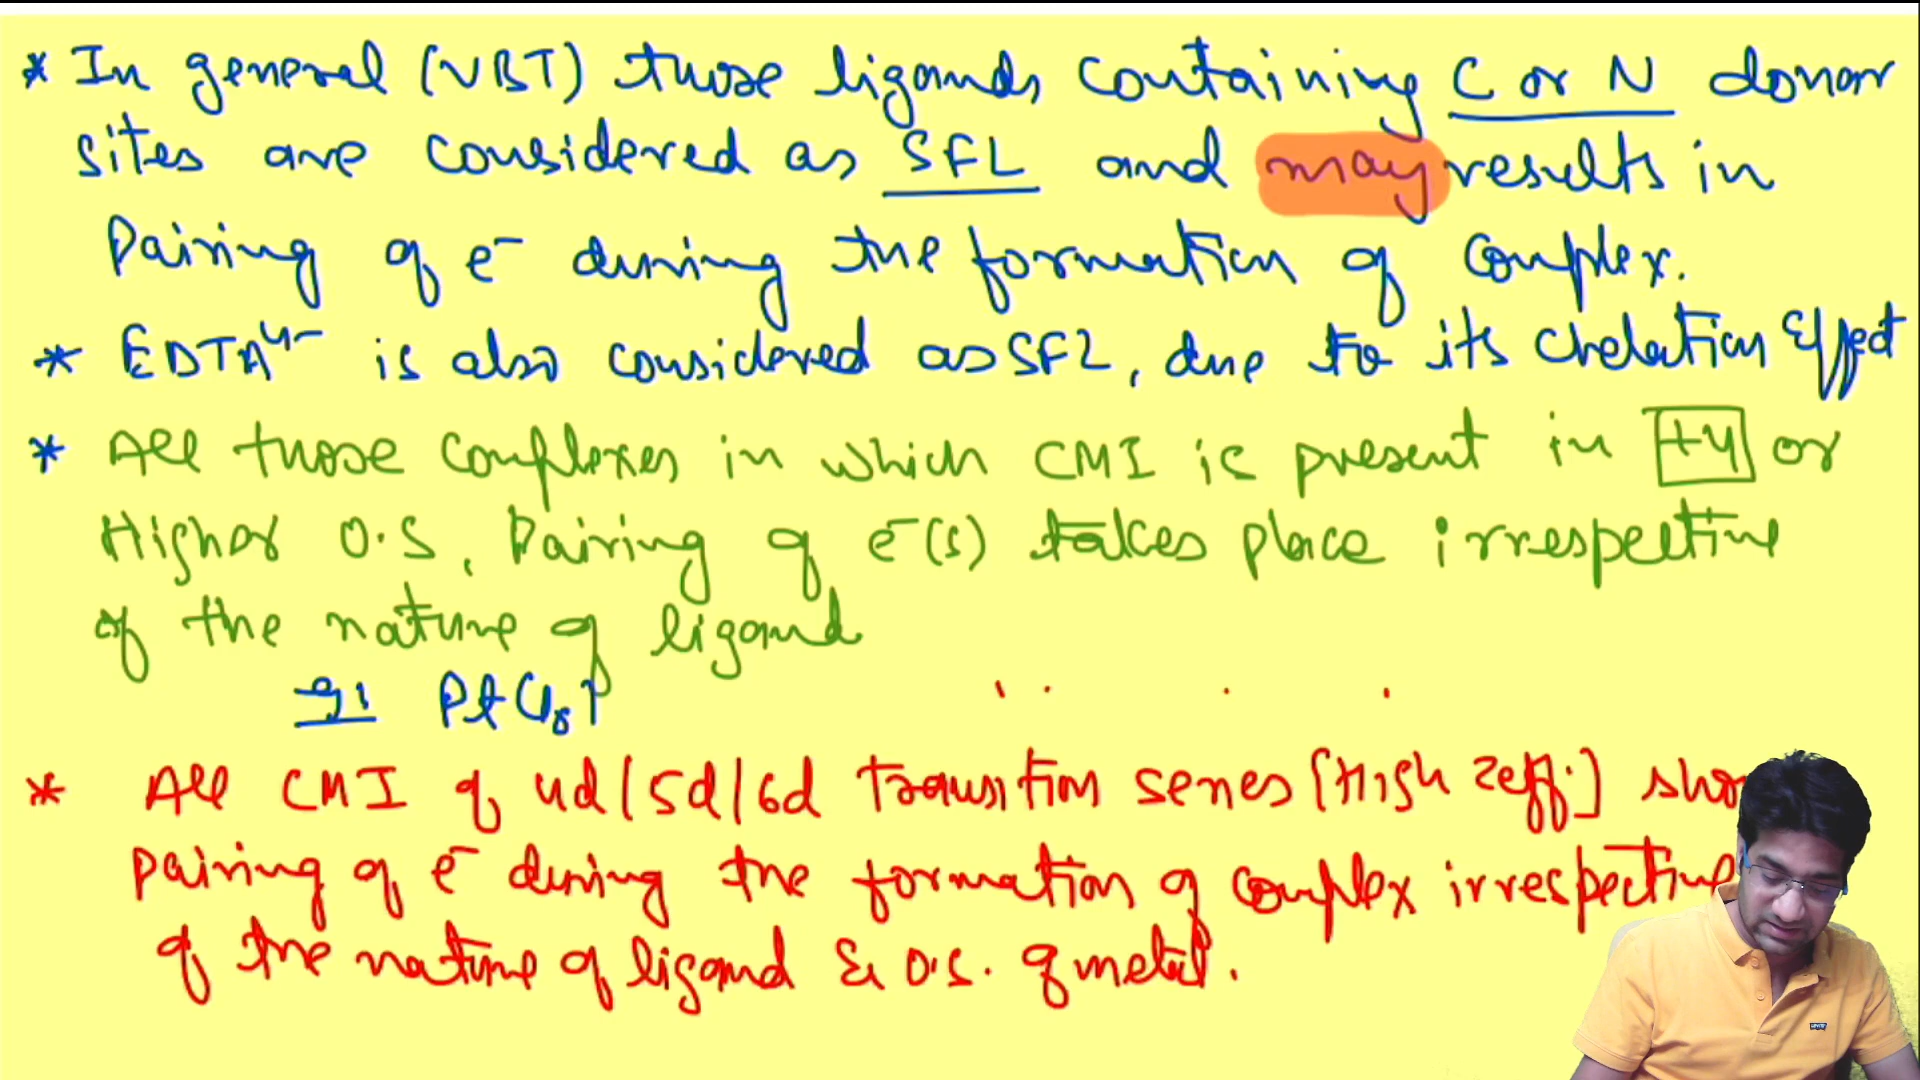 * In general (VBT) those ligands containing C or N donor
sites are considered as SFL and may results in
Pairing of e⁻ during the formation of complex.
* EDTA⁴⁻ is also considered as SFL, due to its chelation Effect
* All those complexes in which CMI is present in +4 or
Higher O.S, Pairing of e⁻(s) takes place irrespective
of the nature of ligand
eg: PtCl₆]
* All CMI of 4d/5d/6d transition series [High Zeff.] sho
pairing of e⁻ during the formation of complex irrespective
of the nature of ligand & O.S. of metal.